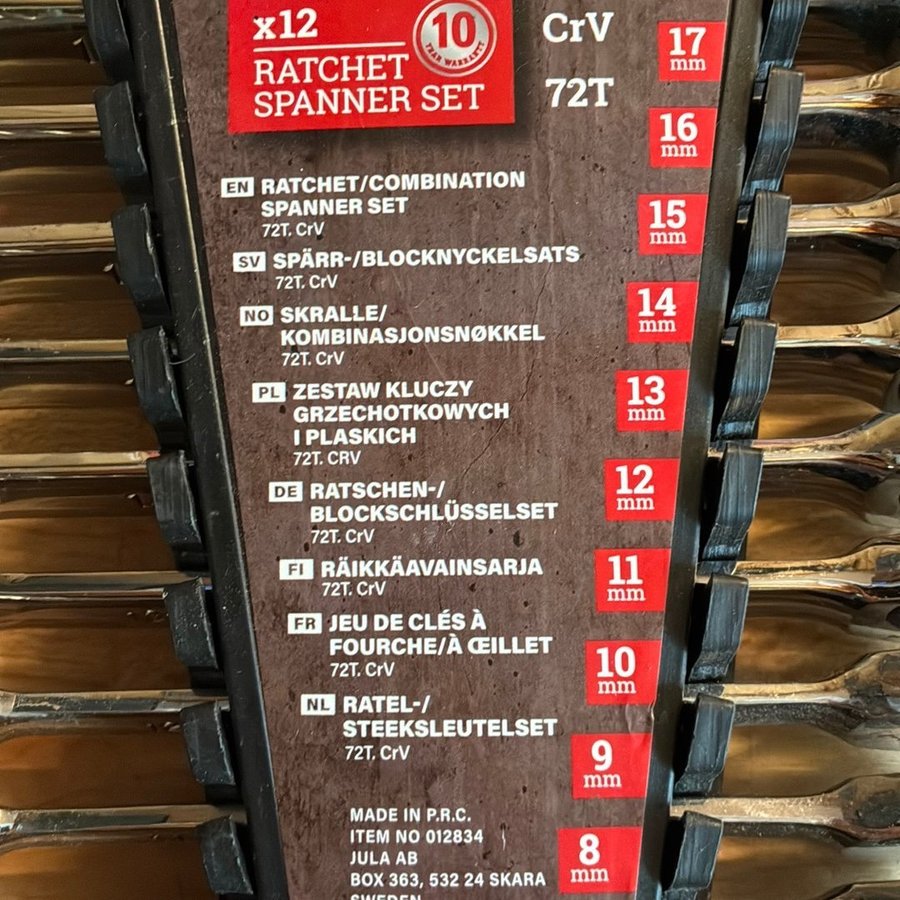 x12
RATCHET
SPANNER SET
10
YEAR WARRANTY
CrV
72T
17
mm
16
mm
15
mm
14
mm
13
mm
12
mm
11
mm
10
mm
9
mm
8
mm
EN RATCHET/COMBINATION
SPANNER SET
72T. CrV
SV SPÄRR-/BLOCKNYCKELSATS
72T. CrV
NO SKRALLE/
KOMBINASJONSNØKKEL
72T. CrV
PL ZESTAW KLUCZY
GRZECHOTKOWYCH
I PLASKICH
72T. CRV
DE RATSCHEN-/
BLOCKSCHLÜSSELSET
72T. CrV
FI RÄIKKÄAVAINSARJA
72T. CrV
FR JEU DE CLÉS À
FOURCHE/À ŒILLET
72T. CrV
NL RATEL-/
STEEKSLEUTELSET
72T. CrV
MADE IN P.R.C.
ITEM NO 012834
JULA AB
BOX 363, 532 24 SKARA
SWEDEN